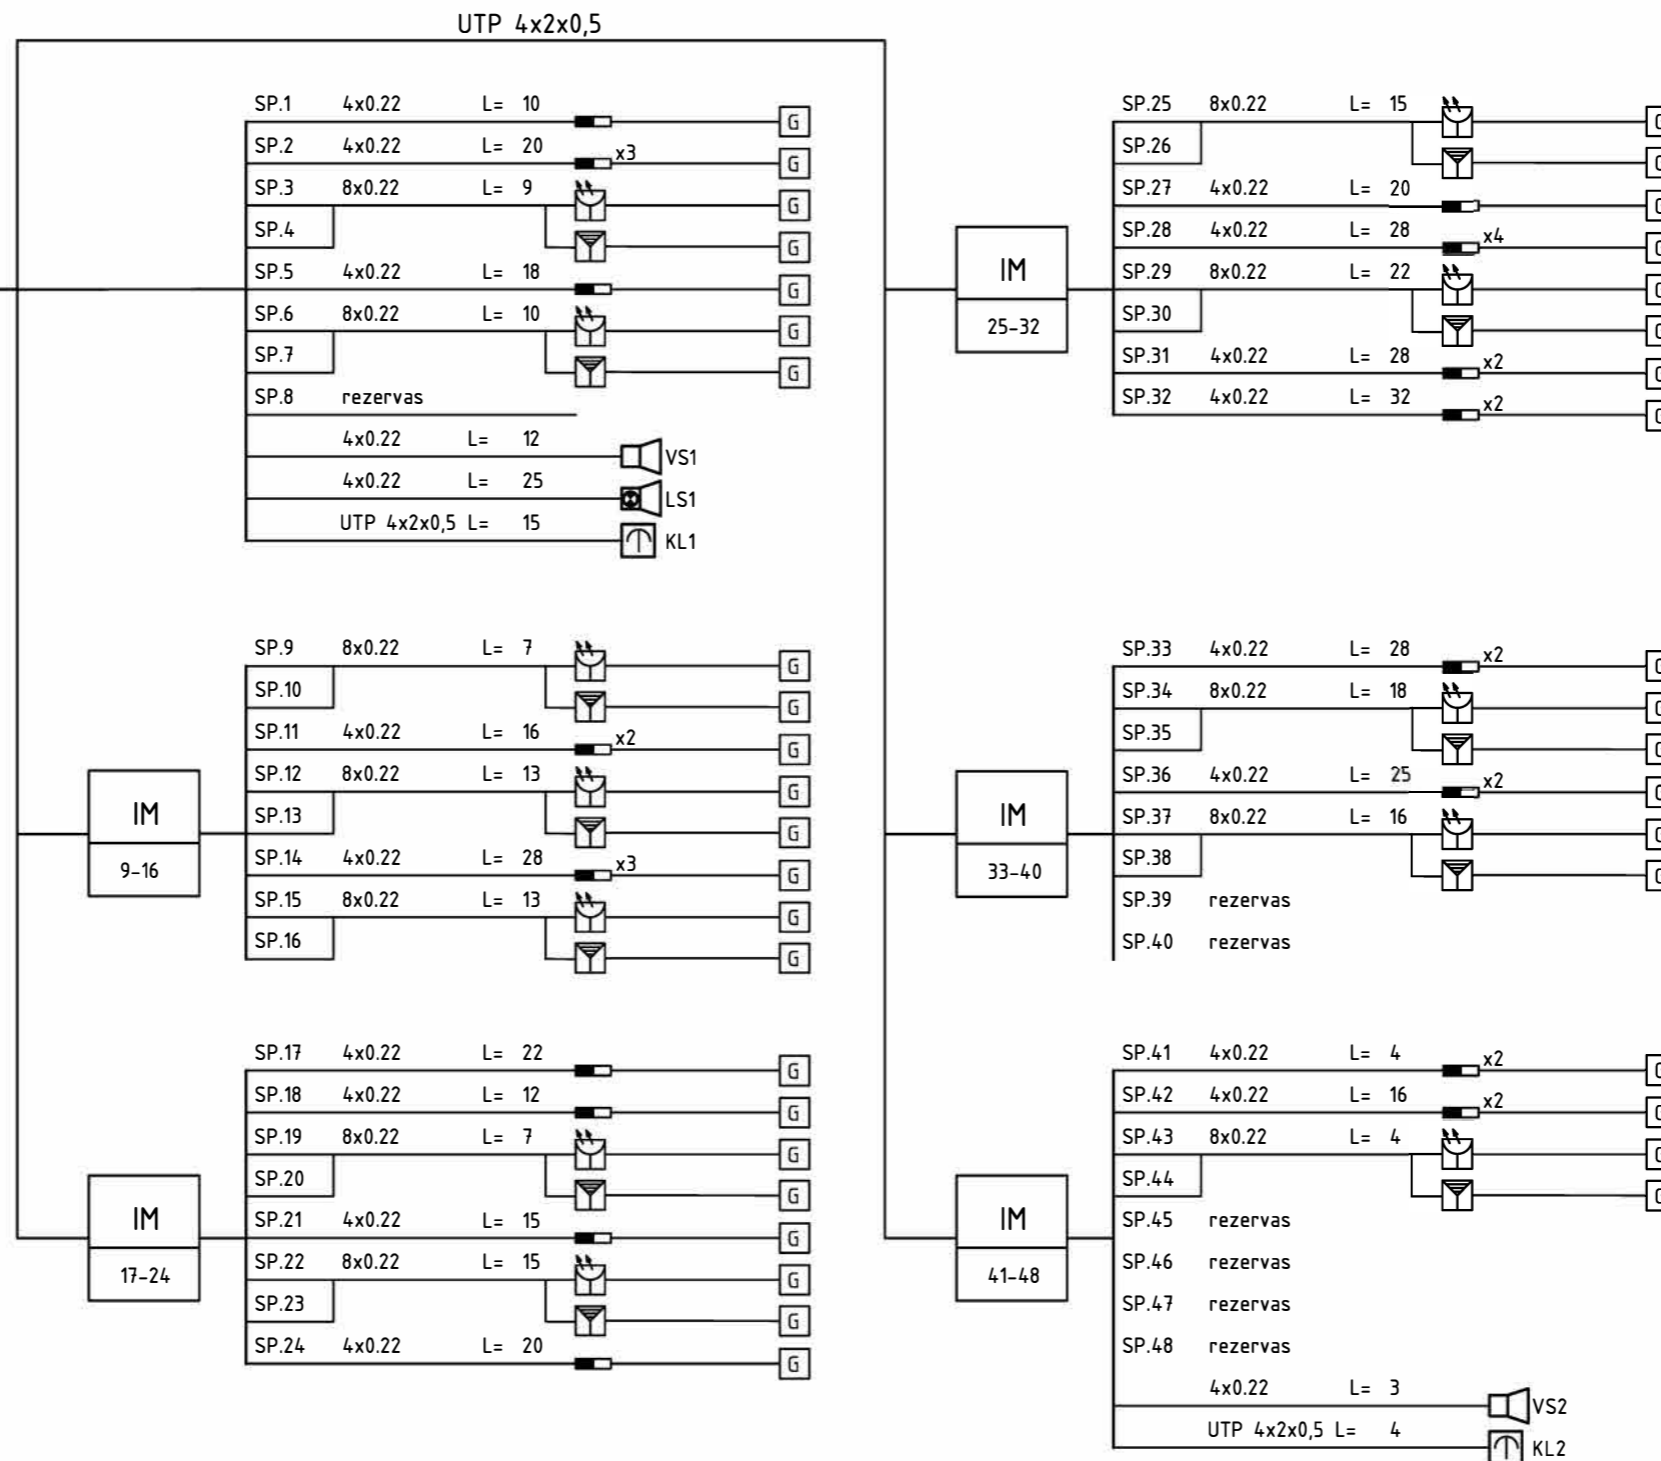 UTP 4x2x0,5
SP.1 4x0.22 L= 10 G
SP.2 4x0.22 L= 20 x3 G
SP.3 8x0.22 L= 9 G
SP.4 G
SP.5 4x0.22 L= 18 G
SP.6 8x0.22 L= 10 G
SP.7 G
SP.8 rezervas
4x0.22 L= 12 VS1
4x0.22 L= 25 LS1
UTP 4x2x0,5 L= 15 KL1
IM
9-16
SP.9 8x0.22 L= 7 G
SP.10 G
SP.11 4x0.22 L= 16 x2 G
SP.12 8x0.22 L= 13 G
SP.13 G
SP.14 4x0.22 L= 28 x3 G
SP.15 8x0.22 L= 13 G
SP.16 G
IM
17-24
SP.17 4x0.22 L= 22 G
SP.18 4x0.22 L= 12 G
SP.19 8x0.22 L= 7 G
SP.20 G
SP.21 4x0.22 L= 15 G
SP.22 8x0.22 L= 15 G
SP.23 G
SP.24 4x0.22 L= 20 G
IM
25-32
SP.25 8x0.22 L= 15
SP.26
SP.27 4x0.22 L= 20
SP.28 4x0.22 L= 28 x4
SP.29 8x0.22 L= 22
SP.30
SP.31 4x0.22 L= 28 x2
SP.32 4x0.22 L= 32 x2
IM
33-40
SP.33 4x0.22 L= 28 x2
SP.34 8x0.22 L= 18
SP.35
SP.36 4x0.22 L= 25 x2
SP.37 8x0.22 L= 16
SP.38
SP.39 rezervas
SP.40 rezervas
IM
41-48
SP.41 4x0.22 L= 4 x2
SP.42 4x0.22 L= 16 x2
SP.43 8x0.22 L= 4
SP.44
SP.45 rezervas
SP.46 rezervas
SP.47 rezervas
SP.48 rezervas
4x0.22 L= 3 VS2
UTP 4x2x0,5 L= 4 KL2